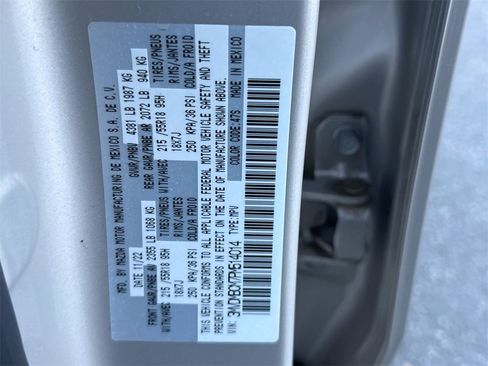 MFD. BY MAZDA MOTOR MANUFACTURING DE MEXICO S.A. DE C.V.
DATE 11/22 GVWR/PNBV 4381 LB 1987 KG
FRONT GAWR/PNBE AV 2355 LB 1068 KG REAR GAWR/PNBE AR 2072 LB 940 KG
WITH/AVEC TIRES/PNEUS WITH/AVEC TIRES/PNEUS
215/55R18 95H RIMS/JANTES 215/55R18 95H RIMS/JANTES
18X7J COLD/A FROID 18X7J COLD/A FROID
250 KPA/36 PSI 250 KPA/36 PSI
THIS VEHICLE CONFORMS TO ALL APPLICABLE FEDERAL MOTOR VEHICLE SAFETY AND THEFT
PREVENTION STANDARDS IN EFFECT ON THE DATE OF MANUFACTURE SHOWN ABOVE.
VIN: TYPE: MPV COLOR CODE: 47S MADE IN MEXICO